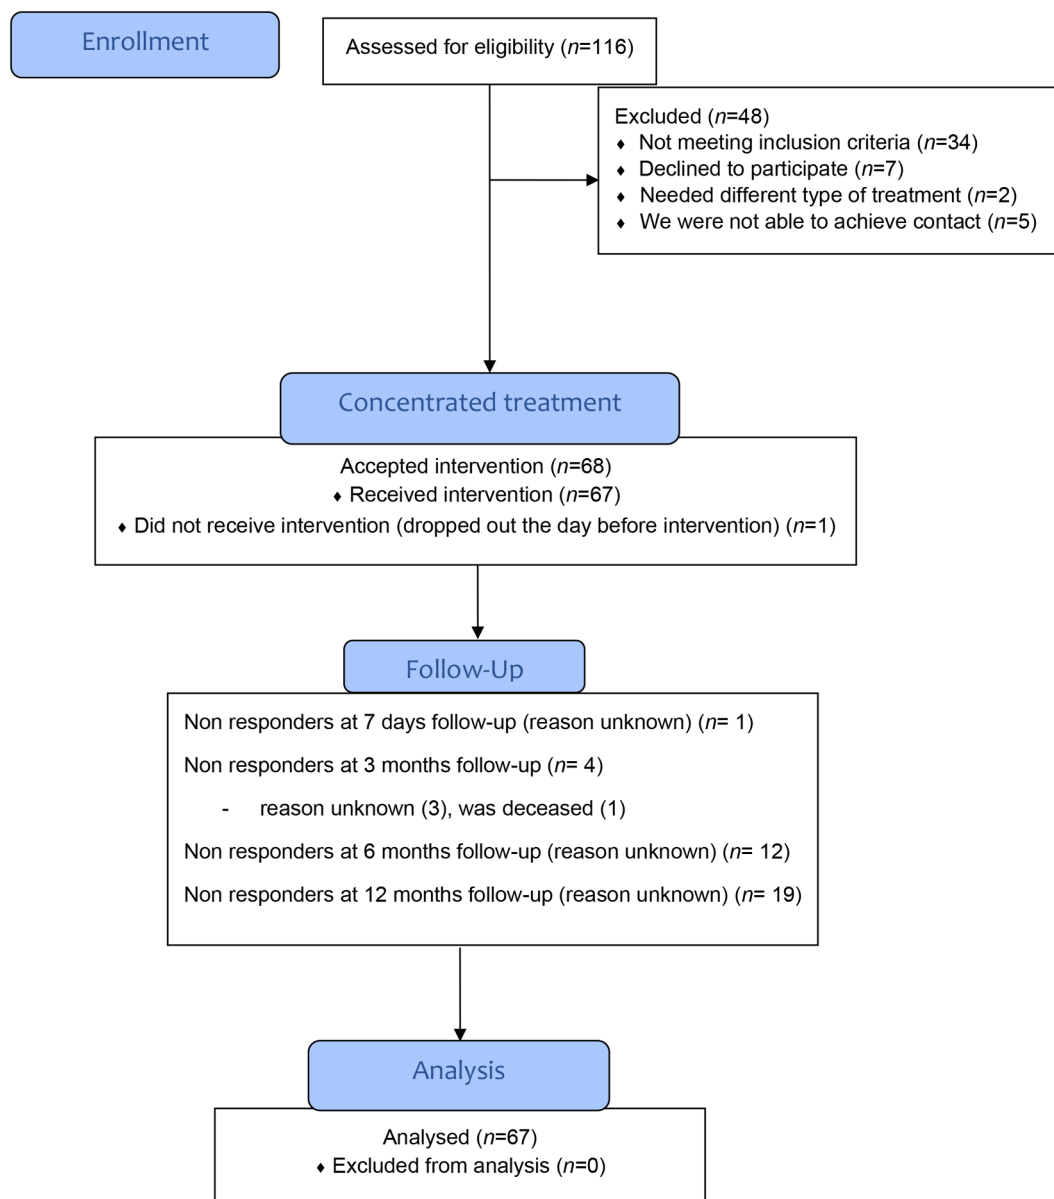 Enrollment
Assessed for eligibility (n=116)
Excluded (n=48)
♦ Not meeting inclusion criteria (n=34)
♦ Declined to participate (n=7)
♦ Needed different type of treatment (n=2)
♦ We were not able to achieve contact (n=5)
Concentrated treatment
Accepted intervention (n=68)
♦ Received intervention (n=67)
♦ Did not receive intervention (dropped out the day before intervention) (n=1)
Follow-Up
Non responders at 7 days follow-up (reason unknown) (n= 1)
Non responders at 3 months follow-up (n= 4)
- reason unknown (3), was deceased (1)
Non responders at 6 months follow-up (reason unknown) (n= 12)
Non responders at 12 months follow-up (reason unknown) (n= 19)
Analysis
Analysed (n=67)
♦ Excluded from analysis (n=0)